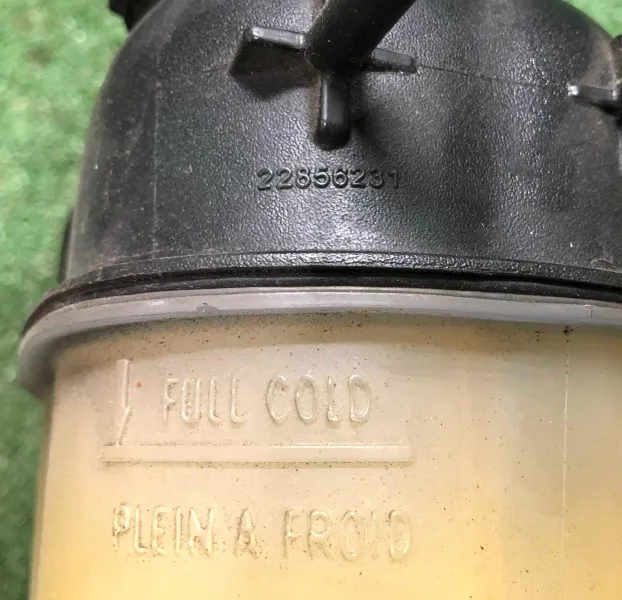 22856231
FULL COLD
PLEIN A FROID